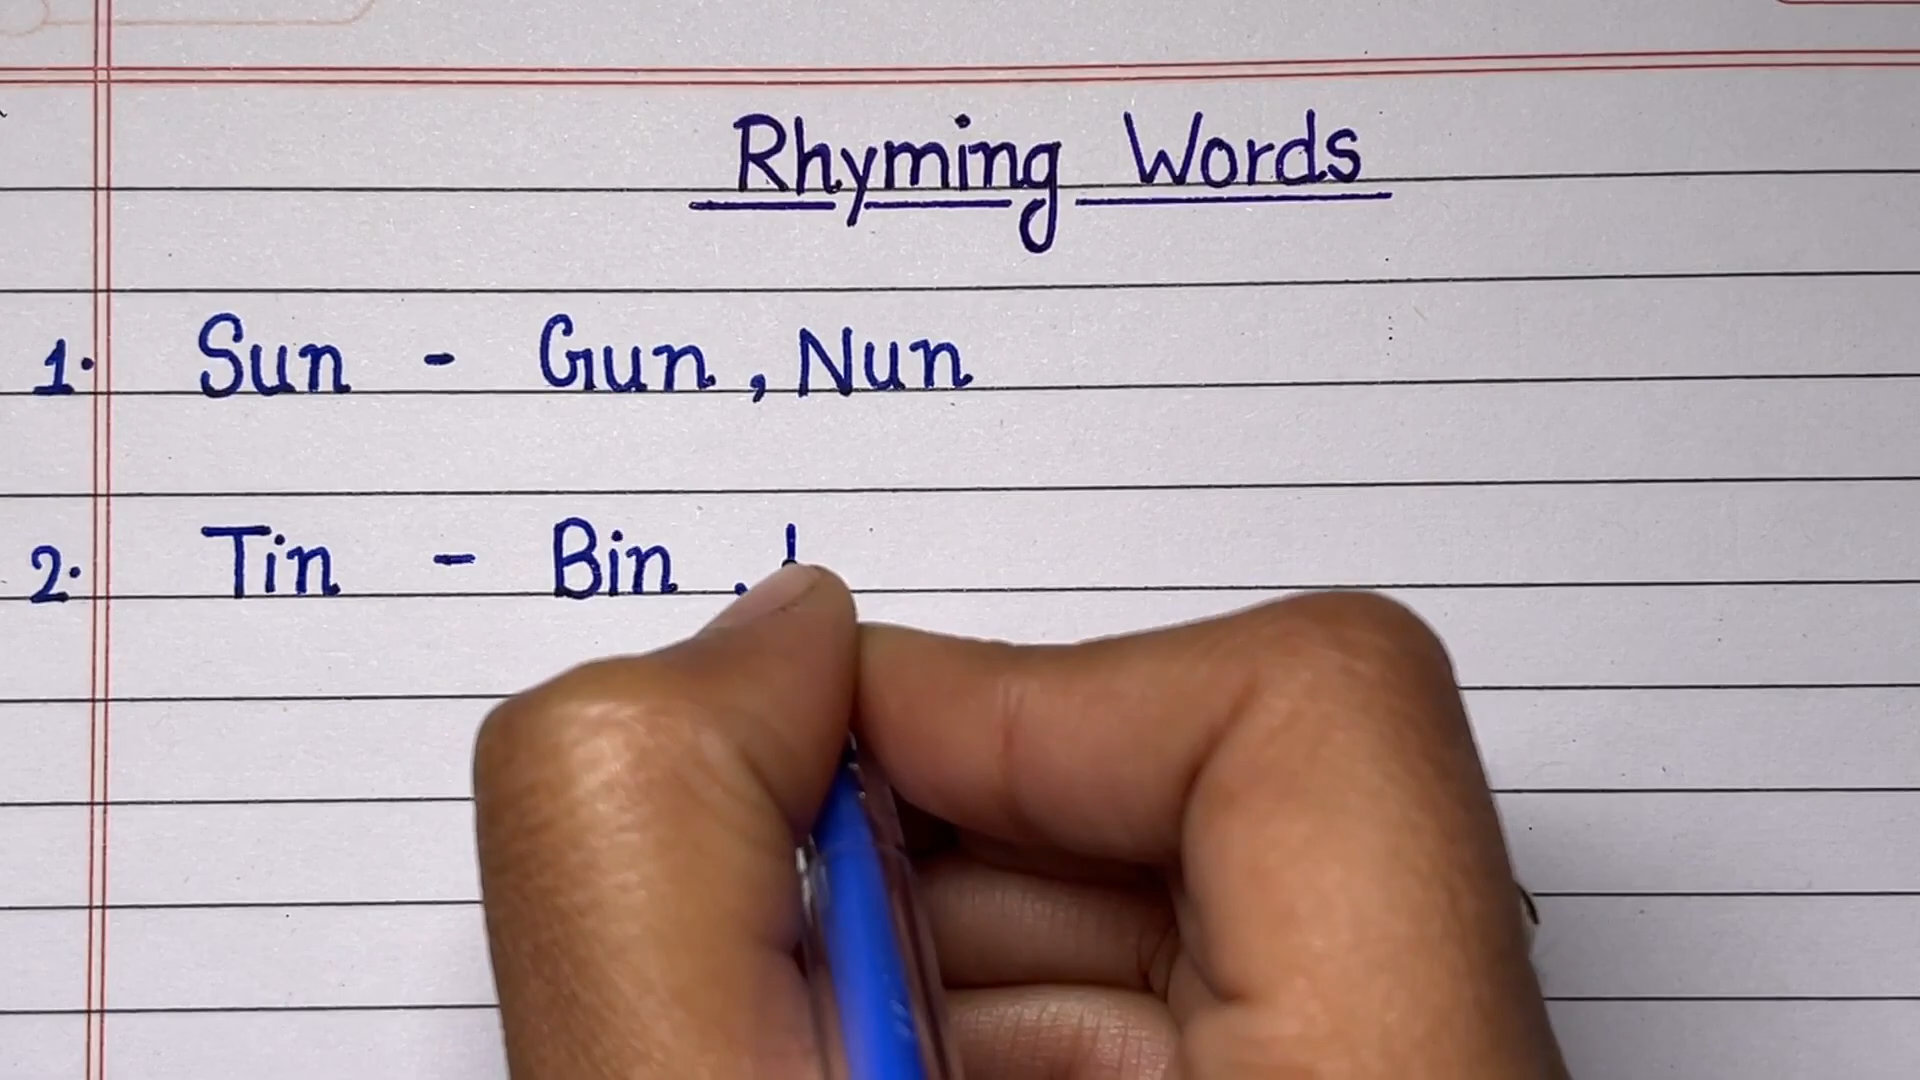 Rhyming Words
1. Sun - Gun, Nun
2. Tin - Bin,